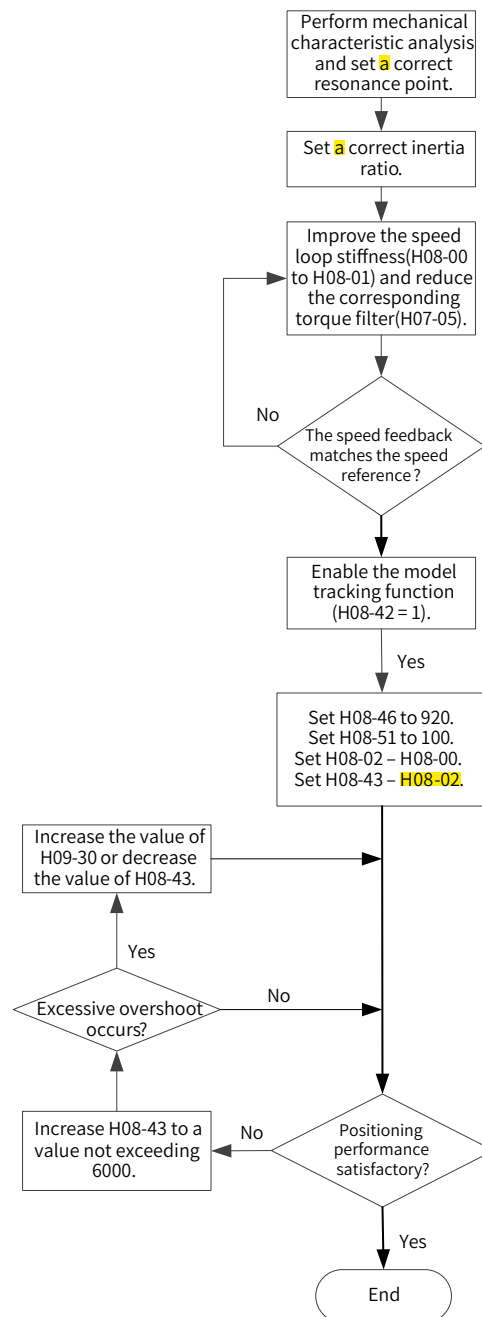 Perform mechanical
characteristic analysis
and set a correct
resonance point.
Set a correct inertia
ratio.
Improve the speed
loop stiffness(H08-00
to H08-01) and reduce
the corresponding
torque filter(H07-05).
No
The speed feedback
matches the speed
reference?
Enable the model
tracking function
(H08-42 = 1).
Yes
Set H08-46 to 920.
Set H08-51 to 100.
Set H08-02 – H08-00.
Set H08-43 – H08-02.
Increase the value of
H09-30 or decrease
the value of H08-43.
Yes
Excessive overshoot
occurs?
No
Increase H08-43 to a
value not exceeding
6000.
No
Positioning
performance
satisfactory?
Yes
End